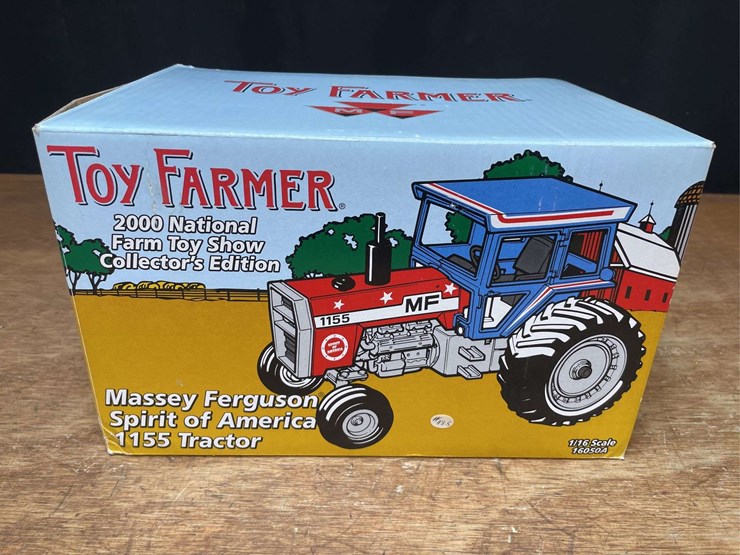 TOY FARMER
TOY FARMER®
2000 National
Farm Toy Show
Collector's Edition
1155
MF
Massey Ferguson
Spirit of America
1155 Tractor
1/16 Scale
16050A